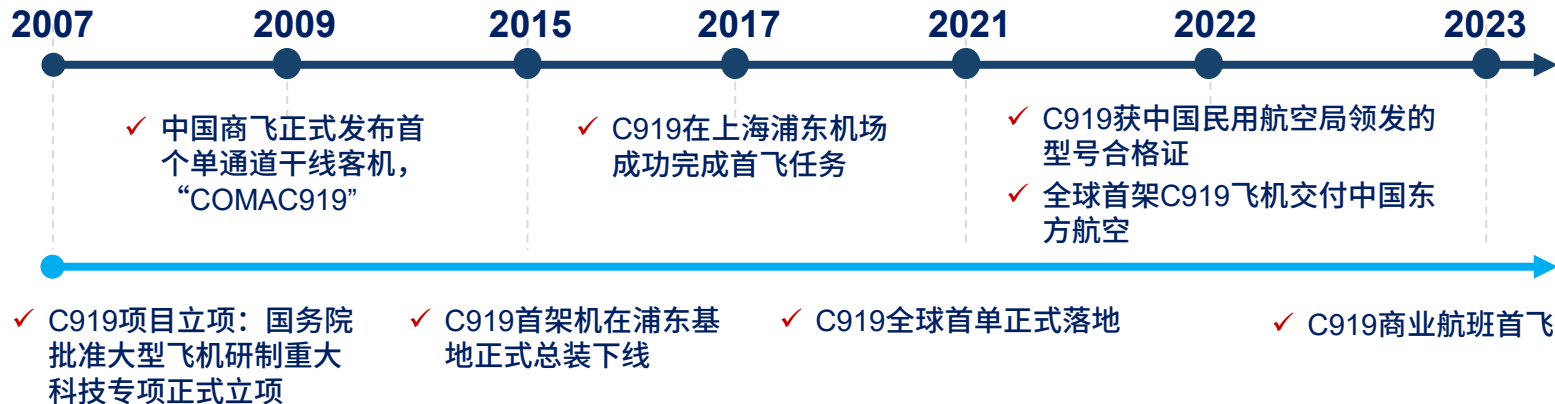 2007 2009 2015 2017 2021 2022 2023
中国商飞正式发布首
个单通道干线客机，
“COMAC919”
C919在上海浦东机场
成功完成首飞任务
C919获中国民用航空局领发的
型号合格证
全球首架C919飞机交付中国东
方航空
C919项目立项：国务院
批准大型飞机研制重大
科技专项正式立项
C919首架机在浦东基
地正式总装下线
C919全球首单正式落地
C919商业航班首飞